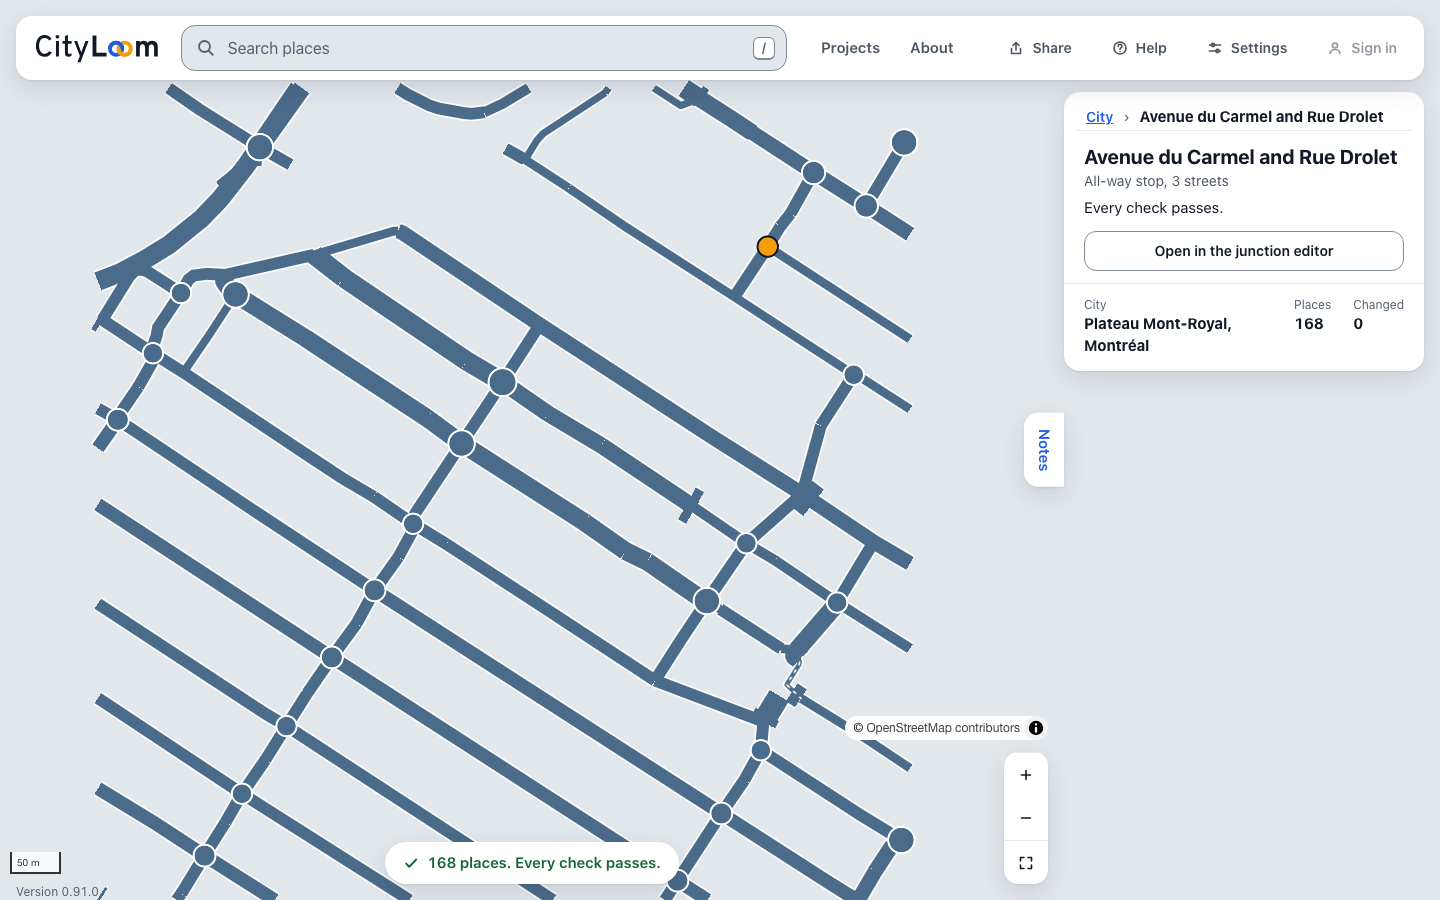 CityLoom
Search places
/
Projects
About
Share
Help
Settings
Sign in
City › Avenue du Carmel and Rue Drolet
Avenue du Carmel and Rue Drolet
All-way stop, 3 streets
Every check passes.
Open in the junction editor
City
Plateau Mont-Royal,
Montréal
Places
168
Changed
0
Notes
© OpenStreetMap contributors
+
−
168 places. Every check passes.
50 m
Version 0.91.0